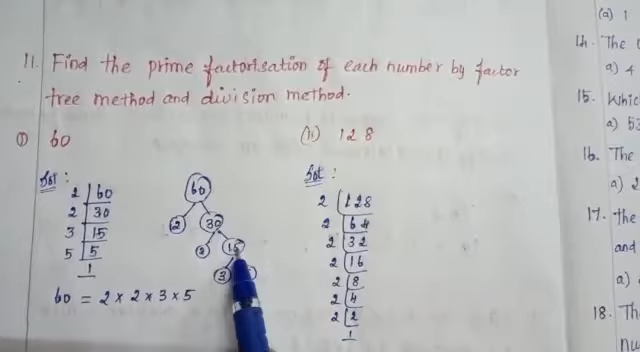 11. Find the prime factorisation of each number by factor
tree method and division method.
(i) 60
(ii) 128
Sol :
2 | 60
2 | 30
3 | 15
5 | 5
1
60
2 30
2 15
3
60 = 2 × 2 × 3 × 5
Sol :
2 | 128
2 | 64
2 | 32
2 | 16
2 | 8
2 | 4
2 | 2
1
(a) 1
14. The
a) 4
15. Which
a) 53
16. The
a) 2
17. the
and
a)
18. Th
nu